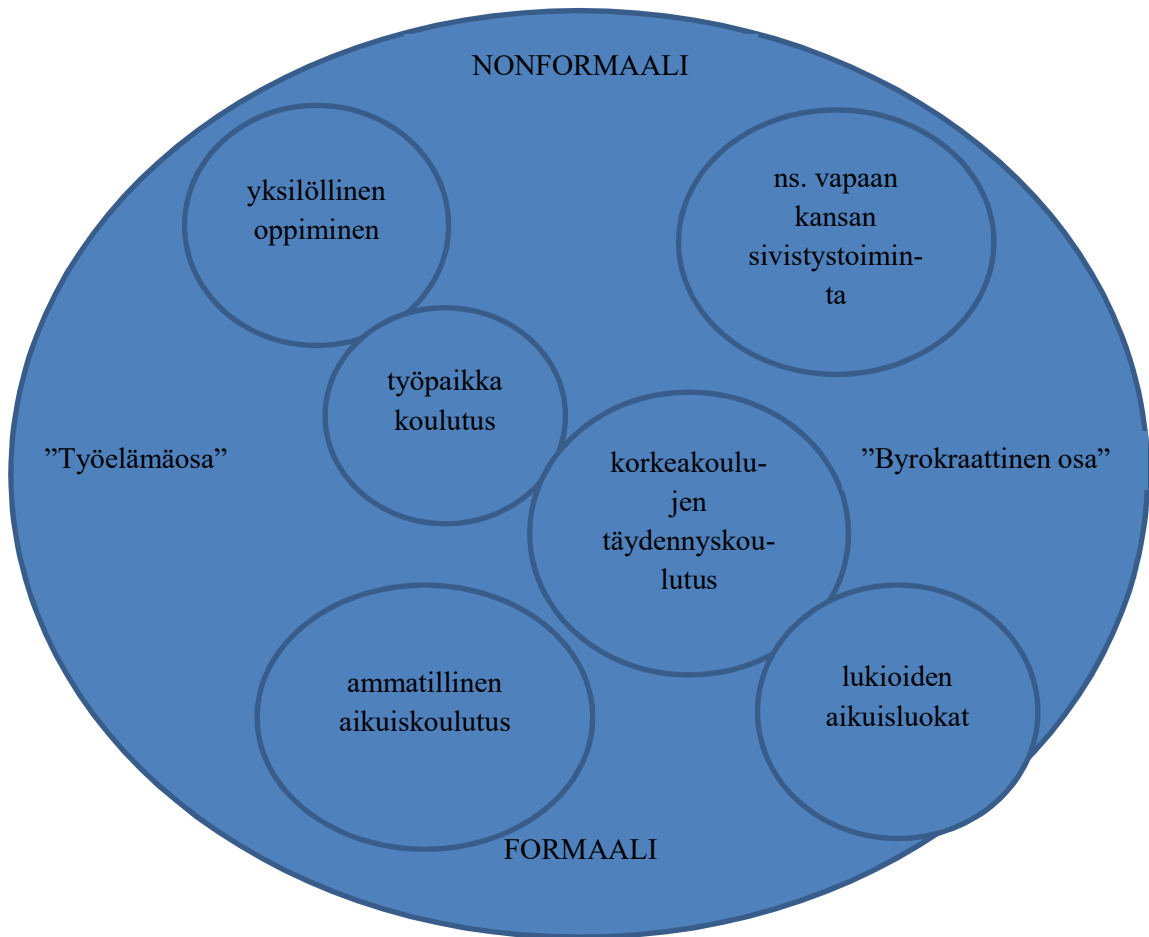 NONFORMAALI
yksilöllinen
oppiminen
ns. vapaan
kansan
sivistystoimin-
ta
työpaikka
koulutus
"Työelämäosa"
korkeakoulu-
jen
täydennyskou-
lutus
”Byrokraattinen osa”
ammatillinen
aikuiskoulutus
lukioiden
aikuisluokat
FORMAALI